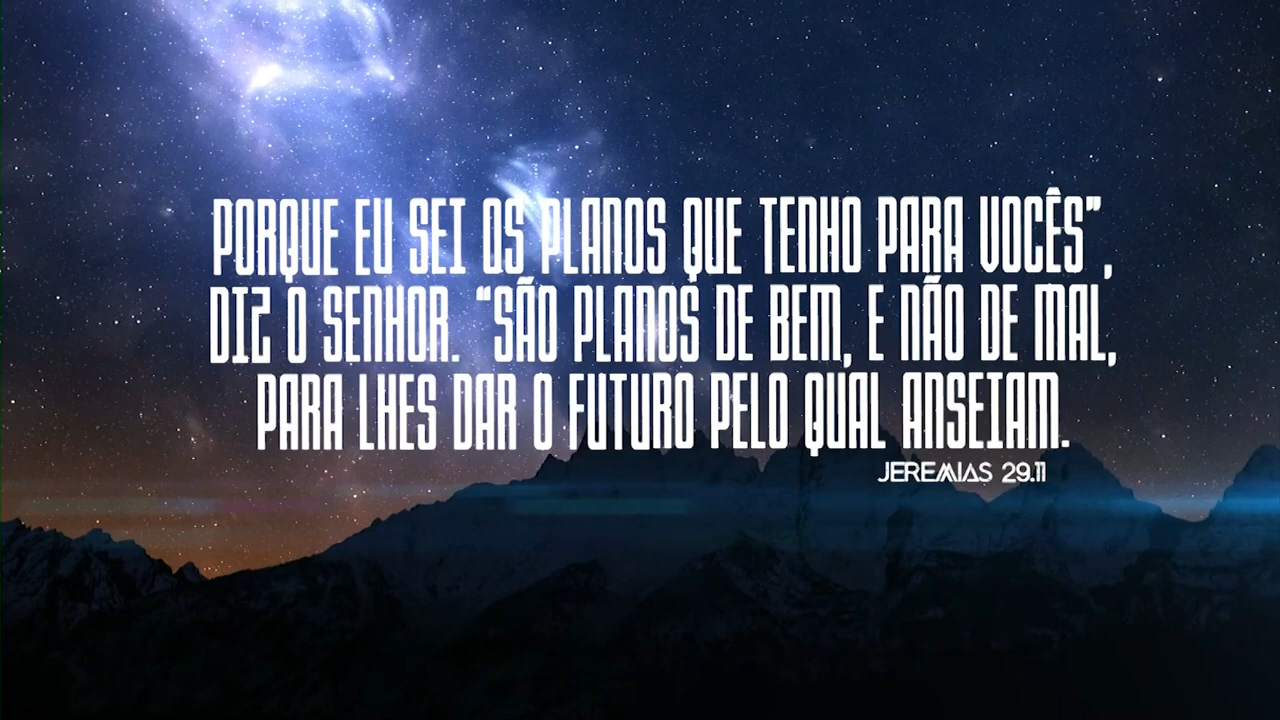 PORQUE EU SEI OS PLANOS QUE TENHO PARA VOCÊS”,
DIZ O SENHOR. “SÃO PLANOS DE BEM, E NÃO DE MAL,
PARA LHES DAR O FUTURO PELO QUAL ANSEIAM.
JEREMIAS 29.11